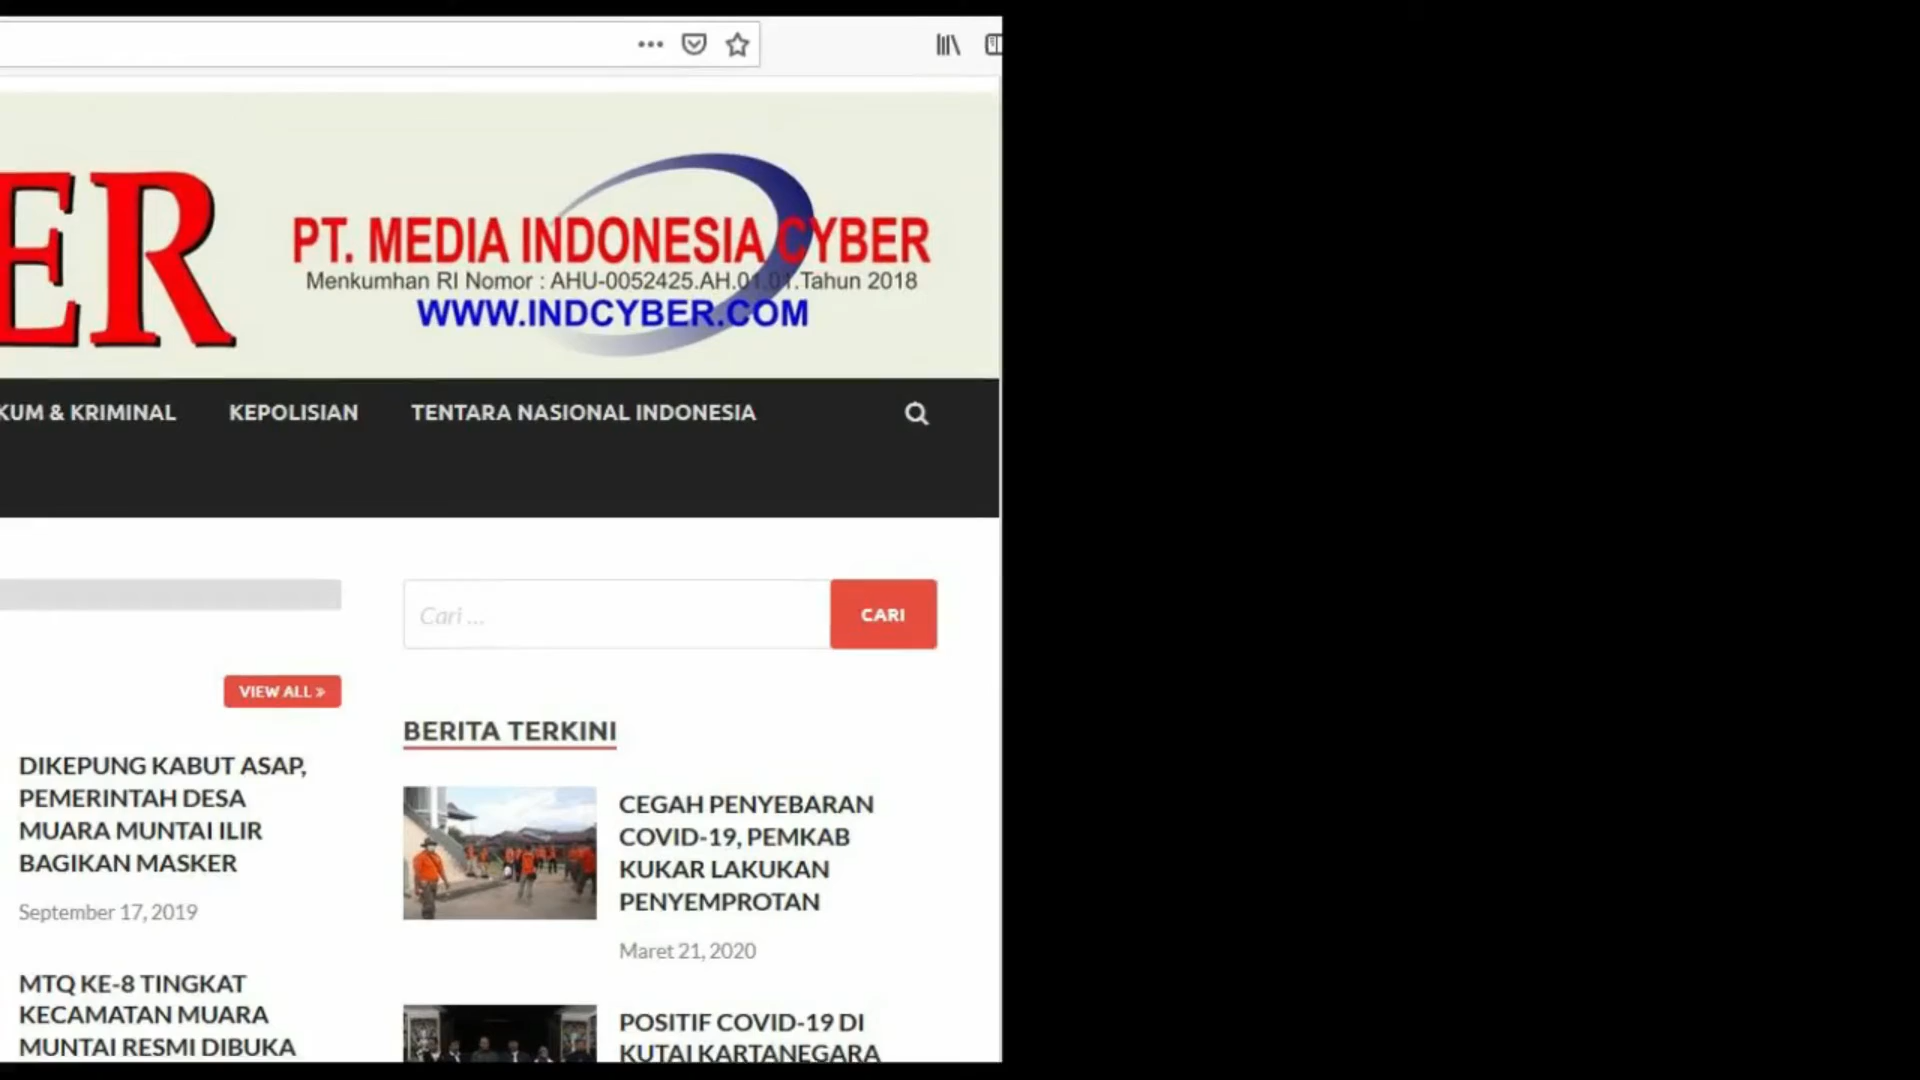 ER
PT. MEDIA INDONESIA CYBER
Menkumhan RI Nomor : AHU-0052425.AH.01.01.Tahun 2018
WWW.INDCYBER.COM
KUM & KRIMINAL
KEPOLISIAN
TENTARA NASIONAL INDONESIA
Cari ...
CARI
VIEW ALL »
DIKEPUNG KABUT ASAP,
PEMERINTAH DESA
MUARA MUNTAI ILIR
BAGIKAN MASKER
September 17, 2019
MTQ KE-8 TINGKAT
KECAMATAN MUARA
MUNTAI RESMI DIBUKA
BERITA TERKINI
CEGAH PENYEBARAN
COVID-19, PEMKAB
KUKAR LAKUKAN
PENYEMPROTAN
Maret 21, 2020
POSITIF COVID-19 DI
KUTAI KARTANEGARA